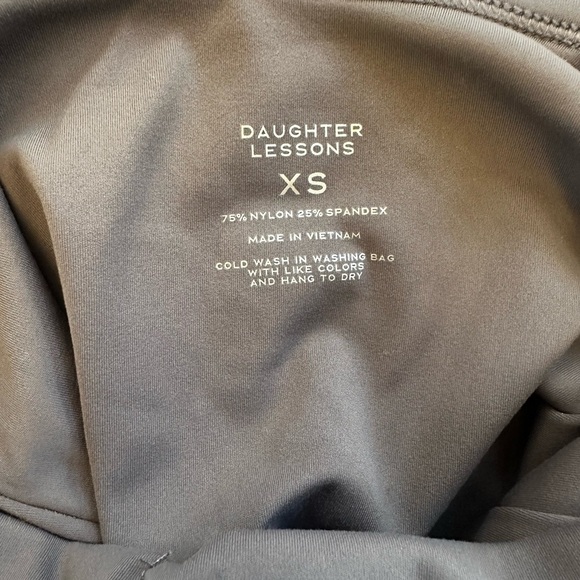 DAUGHTER
LESSONS
XS
75% NYLON 25% SPANDEX
MADE IN VIETNAM
COLD WASH IN WASHING BAG
WITH LIKE COLORS
AND HANG TO DRY